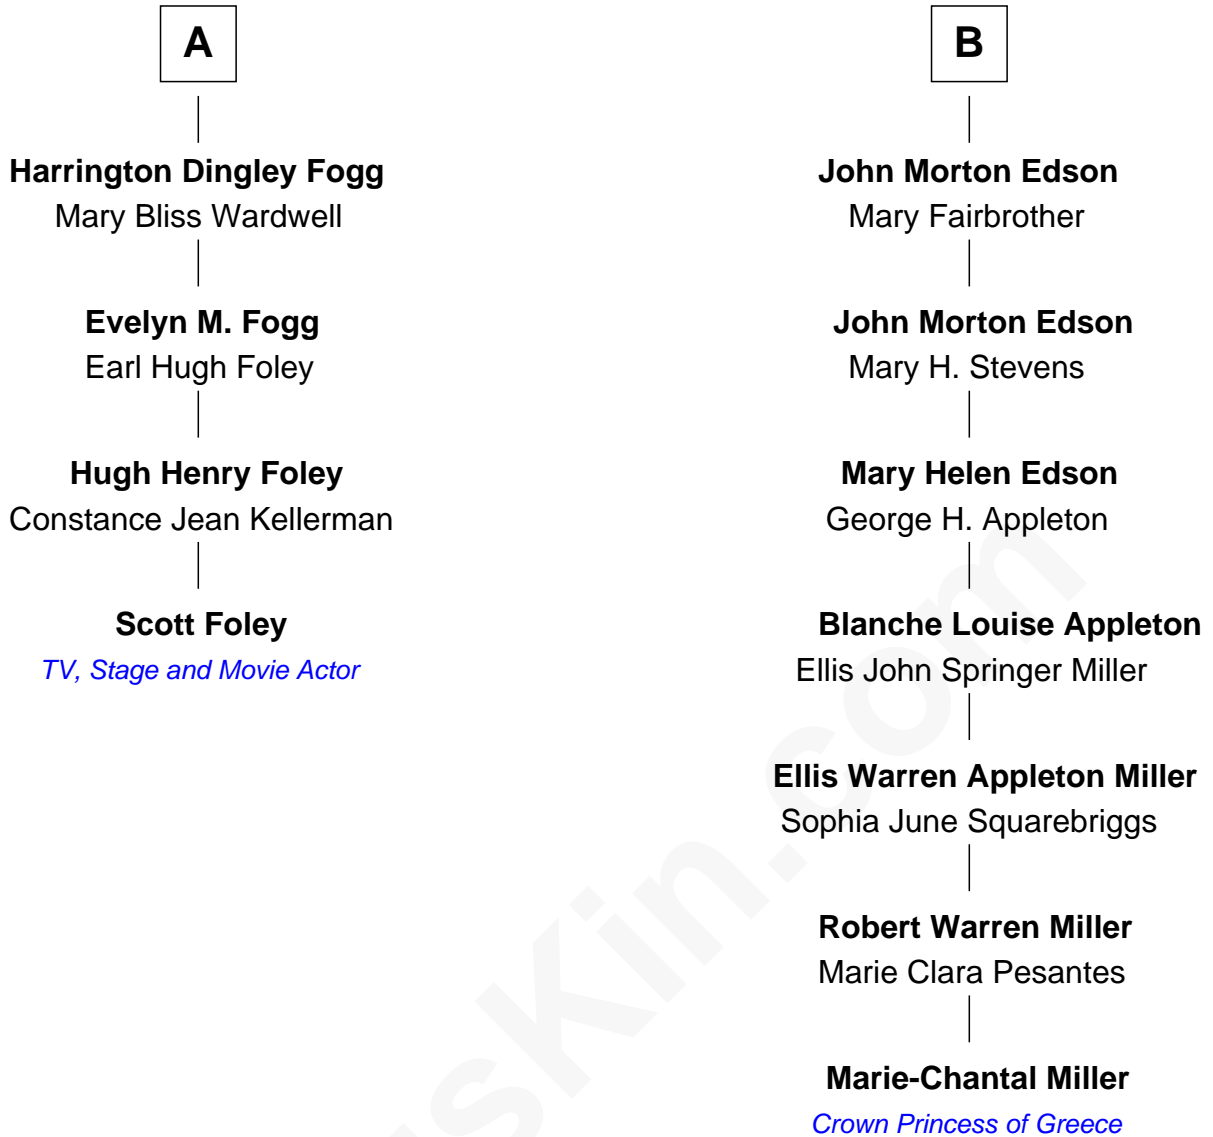 A
Harrington Dingley Fogg
Mary Bliss Wardwell
Evelyn M. Fogg
Earl Hugh Foley
Hugh Henry Foley
Constance Jean Kellerman
Scott Foley
TV, Stage and Movie Actor
B
John Morton Edson
Mary Fairbrother
John Morton Edson
Mary H. Stevens
Mary Helen Edson
George H. Appleton
Blanche Louise Appleton
Ellis John Springer Miller
Ellis Warren Appleton Miller
Sophia June Squarebriggs
Robert Warren Miller
Marie Clara Pesantes
Marie-Chantal Miller
Crown Princess of Greece
sKin.com